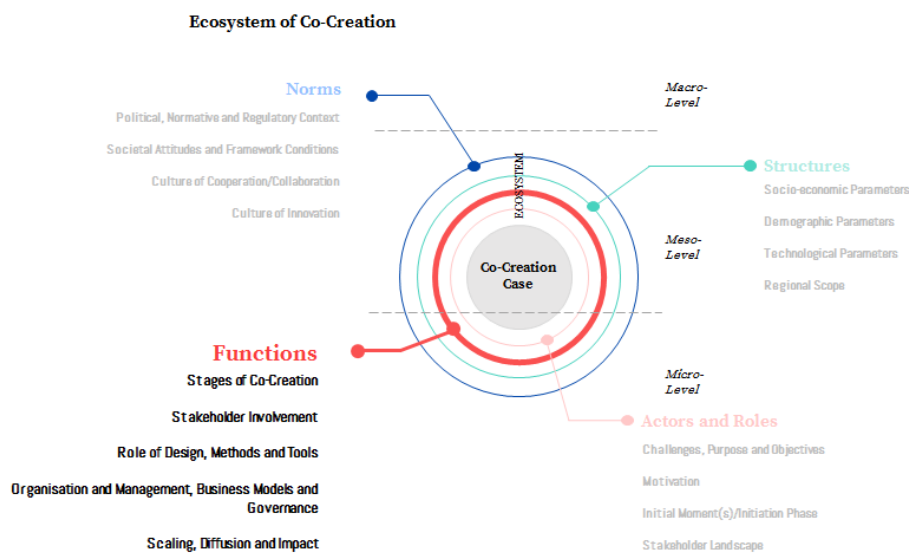 Ecosystem of Co-Creation
Norms
Political, Normative and Regulatory Context
Societal Attitudes and Framework Conditions
Culture of Cooperation/Collaboration
Culture of Innovation
Macro-
Level
ECOSYSTEM
Structures
Socio-economic Parameters
Demographic Parameters
Technological Parameters
Regional Scope
Meso-
Level
Co-Creation
Case
Functions
Stages of Co-Creation
Stakeholder Involvement
Role of Design, Methods and Tools
Organisation and Management, Business Models and
Governance
Scaling, Diffusion and Impact
Micro-
Level
Actors and Roles
Challenges, Purpose and Objectives
Motivation
Initial Moment(s)/Initiation Phase
Stakeholder Landscape